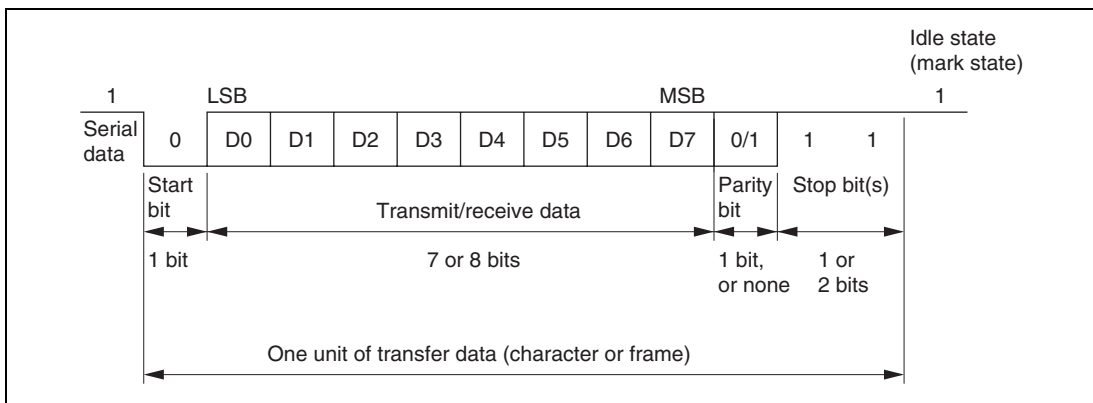 Idle state
(mark state)
1 LSB MSB 1
Serial
data
0 D0 D1 D2 D3 D4 D5 D6 D7 0/1 1 1
Start
bit
Transmit/receive data
Parity
bit
Stop bit(s)
1 bit
7 or 8 bits
1 bit,
or none
1 or
2 bits
One unit of transfer data (character or frame)